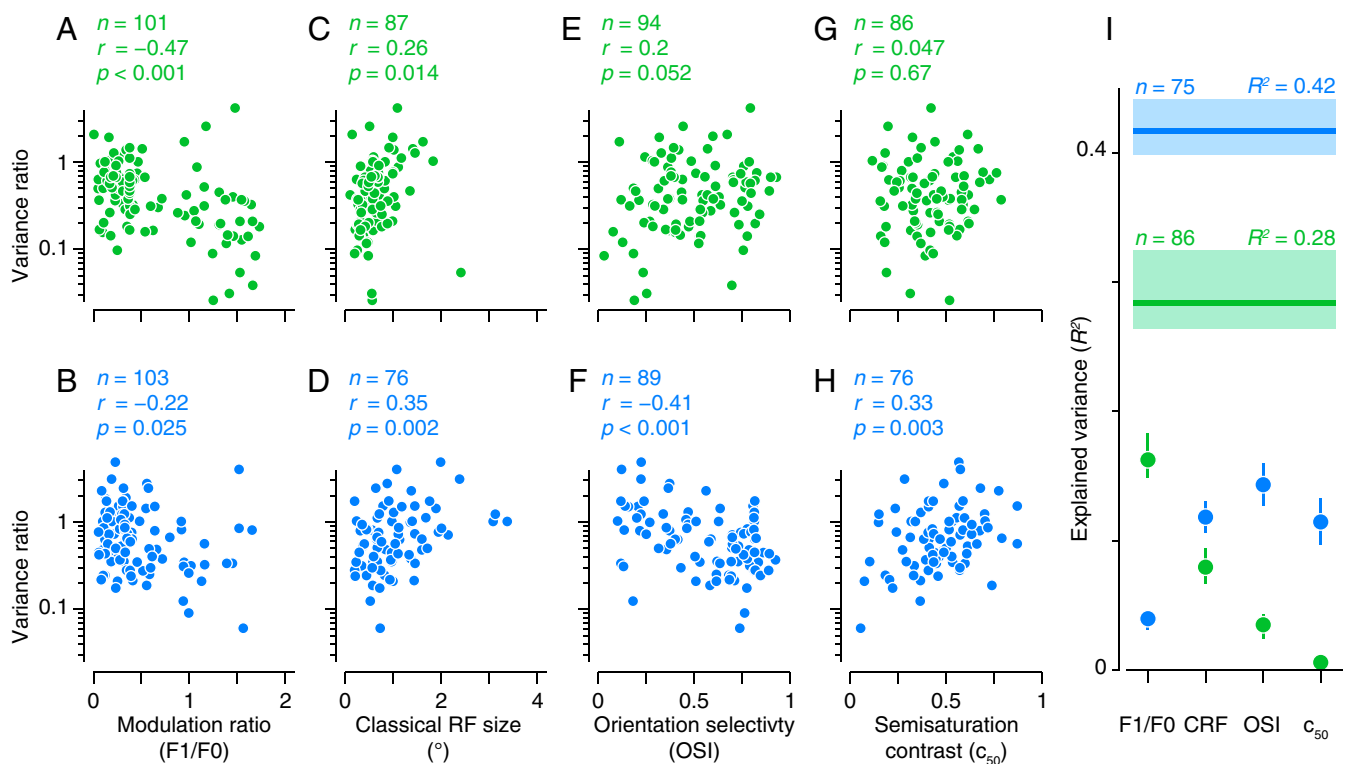 A
n = 101
r = −0.47
p < 0.001
C
n = 87
r = 0.26
p = 0.014
E
n = 94
r = 0.2
p = 0.052
G
n = 86
r = 0.047
p = 0.67
I
n = 75
R² = 0.42
n = 86
R² = 0.28
Explained variance (R²)
0.4
0
F1/F0
CRF
OSI
c₅₀
Variance ratio
1
0.1
B
n = 103
r = −0.22
p = 0.025
D
n = 76
r = 0.35
p = 0.002
F
n = 89
r = −0.41
p < 0.001
H
n = 76
r = 0.33
p = 0.003
Variance ratio
1
0.1
0 1 2
Modulation ratio
(F1/F0)
0 2 4
Classical RF size
(°)
0 0.5 1
Orientation selectivty
(OSI)
0 0.5 1
Semisaturation
contrast (c₅₀)